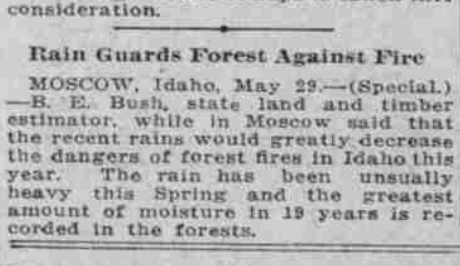 consideration.
Rain Guards Forest Against Fire
MOSCOW, Idaho, May 29.—(Special.)
—B. E. Bush, state land and timber
estimator, while in Moscow said that
the recent rains would greatly decrease
the dangers of forest fires in Idaho this
year. The rain has been unsually
heavy this Spring and the greatest
amount of moisture in 19 years is re-
corded in the forests.